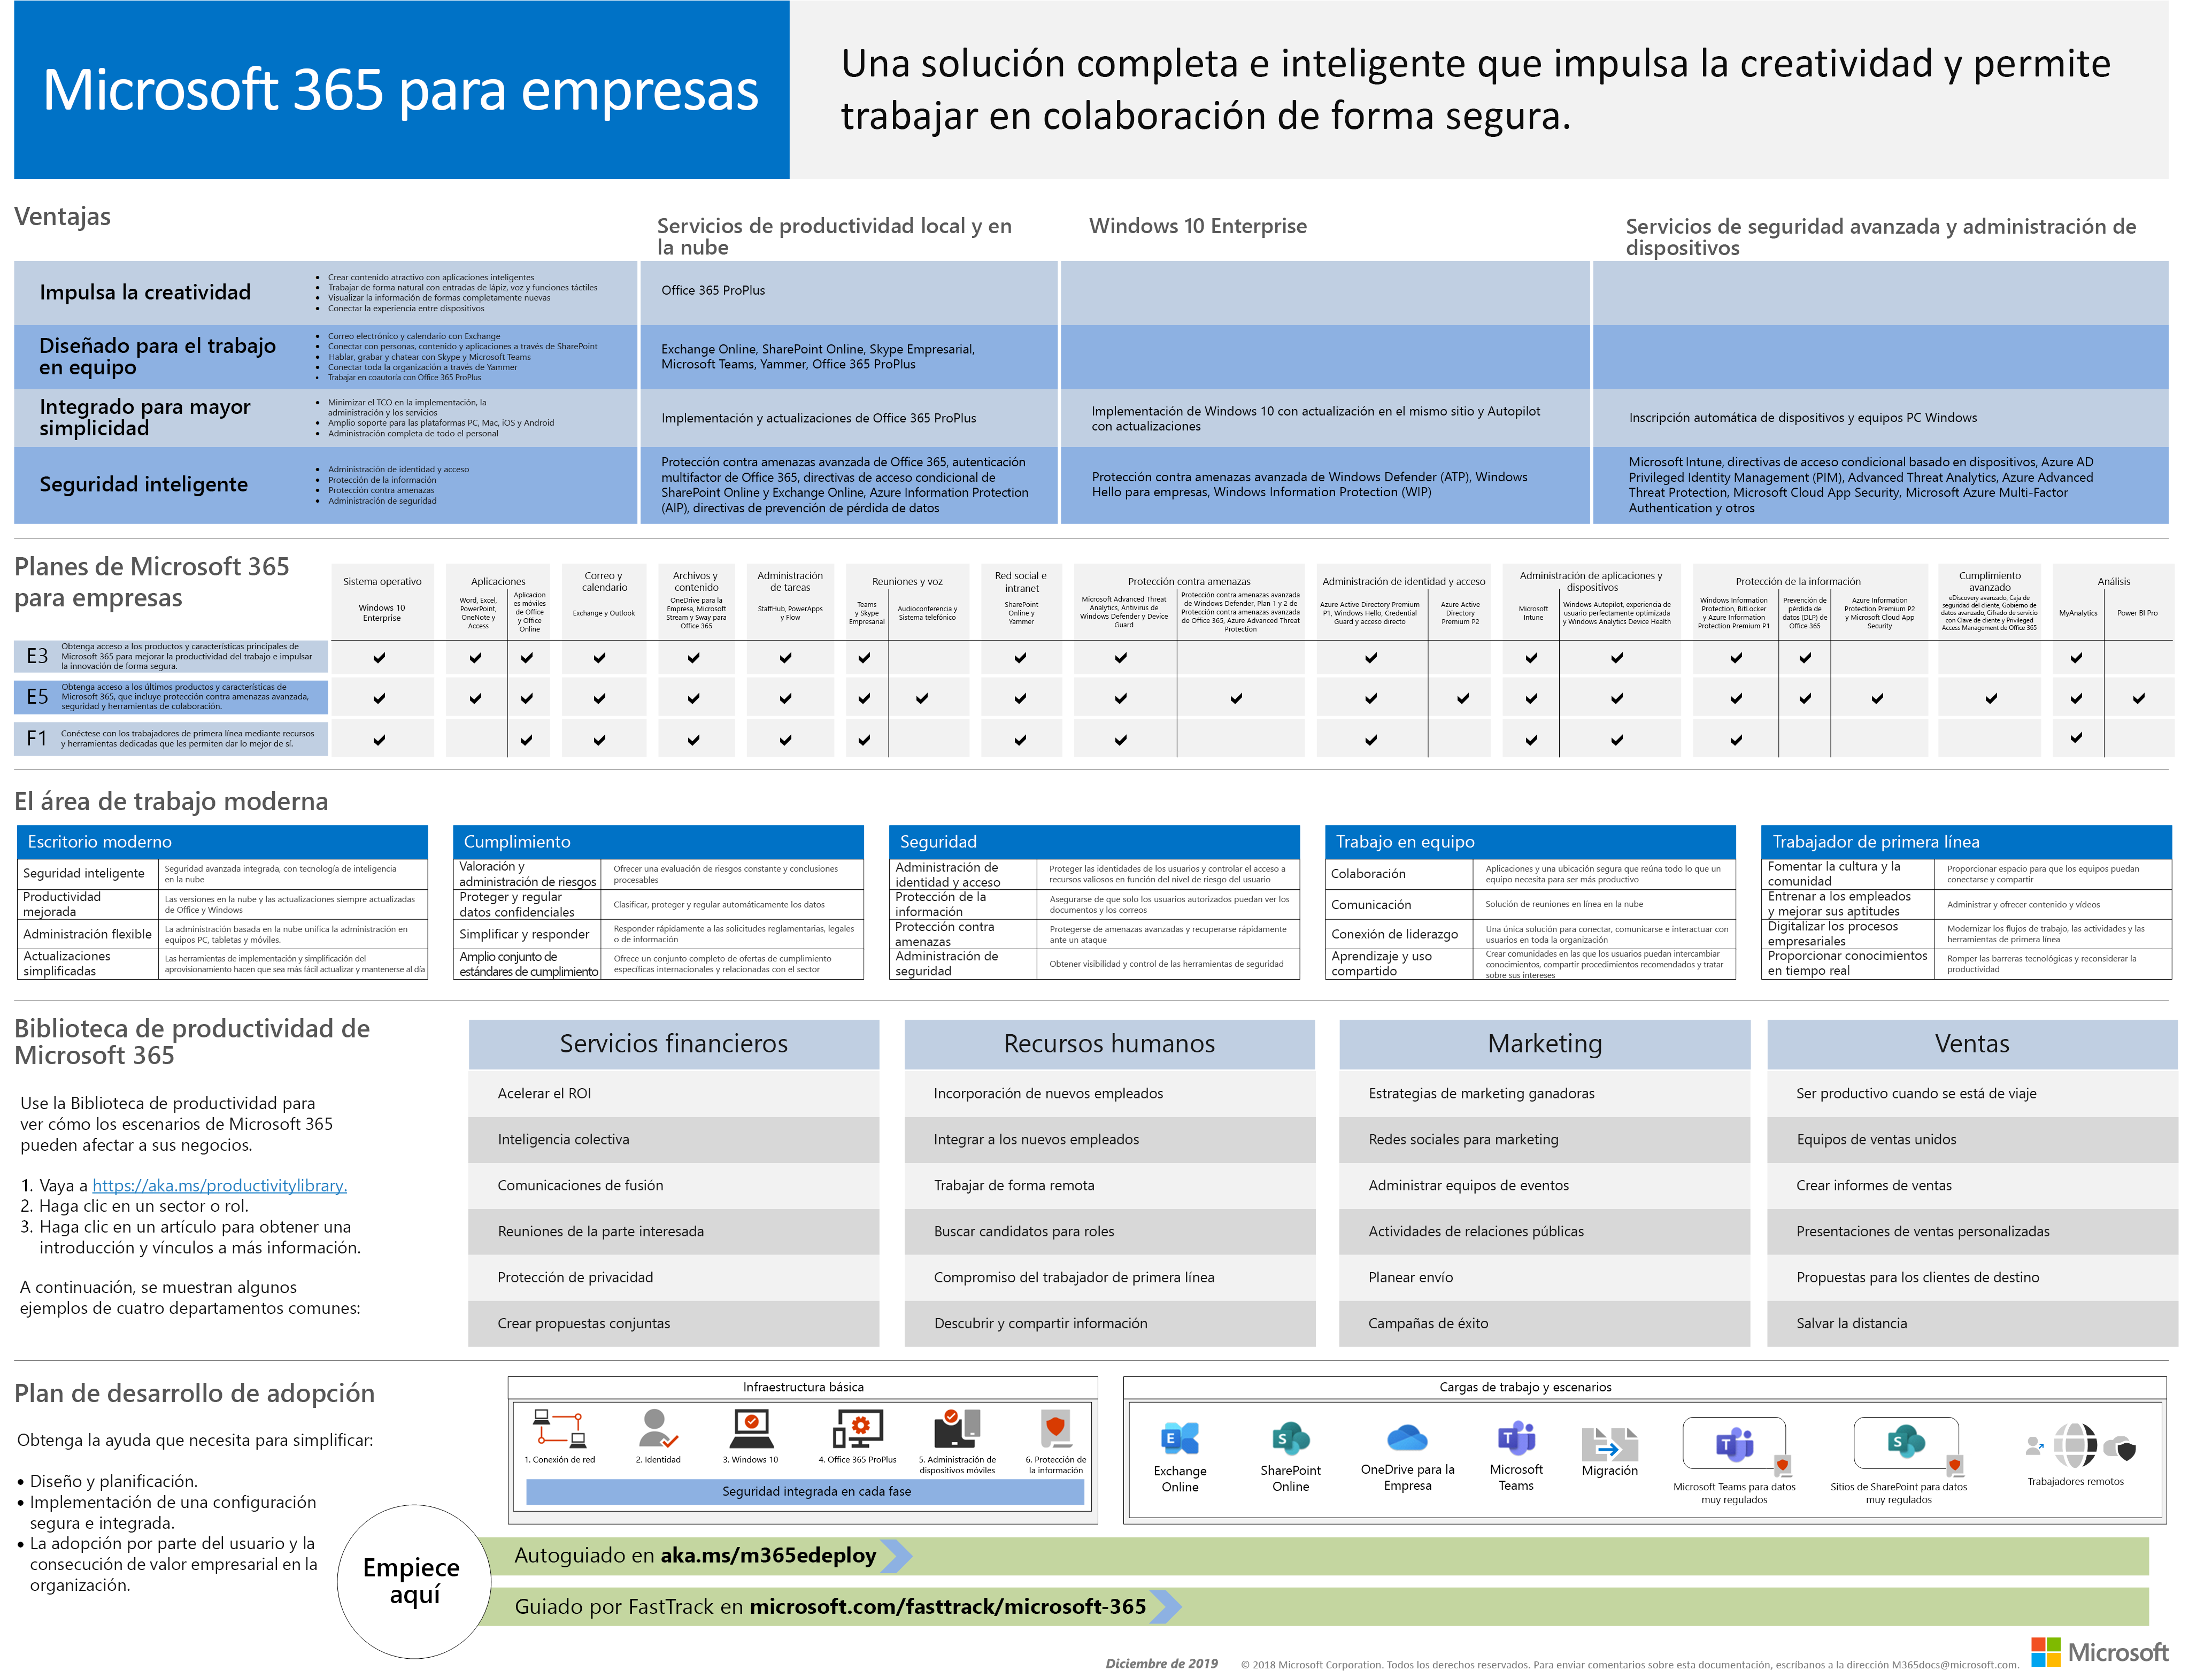 Microsoft 365 para empresas
Una solución completa e inteligente que impulsa la creatividad y permite
trabajar en colaboración de forma segura.
Ventajas
Servicios de productividad local y en
la nube
Windows 10 Enterprise
Servicios de seguridad avanzada y administración de
dispositivos
Impulsa la creatividad
• Crear contenido atractivo con aplicaciones inteligentes
• Trabajar de forma natural con entradas de lápiz, voz y funciones táctiles
• Visualizar la información de formas completamente nuevas
• Conectar la experiencia entre dispositivos
Office 365 ProPlus
Diseñado para el trabajo
en equipo
• Correo electrónico y calendario con Exchange
• Conectar con personas, contenido y aplicaciones a través de SharePoint
• Hablar, grabar y chatear con Skype y Microsoft Teams
• Conectar toda la organización a través de Yammer
• Trabajar en coautoría con Office 365 ProPlus
Exchange Online, SharePoint Online, Skype Empresarial,
Microsoft Teams, Yammer, Office 365 ProPlus
Integrado para mayor
simplicidad
• Minimizar el TCO en la implementación, la
administración y los servicios
• Amplio soporte para las plataformas PC, Mac, iOS y Android
• Administración completa de todo el personal
Implementación y actualizaciones de Office 365 ProPlus
Implementación de Windows 10 con actualización en el mismo sitio y Autopilot
con actualizaciones
Inscripción automática de dispositivos y equipos PC Windows
Seguridad inteligente
• Administración de identidad y acceso
• Protección de la información
• Protección contra amenazas
• Administración de seguridad
Protección contra amenazas avanzada de Office 365, autenticación
multifactor de Office 365, directivas de acceso condicional de
SharePoint Online y Exchange Online, Azure Information Protection
(AIP), directivas de prevención de pérdida de datos
Protección contra amenazas avanzada de Windows Defender (ATP), Windows
Hello para empresas, Windows Information Protection (WIP)
Microsoft Intune, directivas de acceso condicional basado en dispositivos, Azure AD
Privileged Identity Management (PIM), Advanced Threat Analytics, Azure Advanced
Threat Protection, Microsoft Cloud App Security, Microsoft Azure Multi-Factor
Authentication y otros
Planes de Microsoft 365
para empresas
Sistema operativo
Windows 10
Enterprise
Aplicaciones
Word, Excel,
PowerPoint,
OneNote y
Access
Aplicacion
es móviles
de Office
y Office
Online
Correo y
calendario
Exchange y Outlook
Archivos y
contenido
OneDrive para la
Empresa, Microsoft
Stream y Sway para
Office 365
Administración
de tareas
StaffHub, PowerApps
y Flow
Reuniones y voz
Teams
y Skype
Empresarial
Audioconferencia y
Sistema telefónico
Red social e
intranet
SharePoint
Online y
Yammer
Protección contra amenazas
Microsoft Advanced Threat
Analytics, Antivirus de
Windows Defender y Device
Guard
Protección contra amenazas avanzada
de Windows Defender, Plan 1 y 2 de
Protección contra amenazas avanzada
de Office 365, Azure Advanced Threat
Protection
Administración de identidad y acceso
Azure Active Directory Premium
P1, Windows Hello, Credential
Guard y acceso directo
Azure Active
Directory
Premium P2
Administración de aplicaciones y
dispositivos
Microsoft
Intune
Windows Autopilot, experiencia de
usuario perfectamente optimizada
y Windows Analytics Device Health
Protección de la información
Windows Information
Protection, BitLocker
y Azure Information
Protection Premium P1
Prevención de
pérdida de
datos (DLP) de
Office 365
Azure Information
Protection Premium P2
y Microsoft Cloud App
Security
Cumplimiento
avanzado
eDiscovery avanzado, Caja de
seguridad del cliente, Gobierno de
datos avanzado, Cifrado de servicio
con Clave de cliente y Privileged
Access Management de Office 365
Análisis
MyAnalytics
Power BI Pro
E3
Obtenga acceso a los productos y características principales de
Microsoft 365 para mejorar la productividad del trabajo e impulsar
la innovación de forma segura.
✔ ✔ ✔ ✔ ✔ ✔ ✔ ✔ ✔ ✔ ✔ ✔ ✔ ✔ ✔
E5
Obtenga acceso a los últimos productos y características de
Microsoft 365, que incluye protección contra amenazas avanzada,
seguridad y herramientas de colaboración.
✔ ✔ ✔ ✔ ✔ ✔ ✔ ✔ ✔ ✔ ✔ ✔ ✔ ✔ ✔ ✔ ✔ ✔ ✔ ✔ ✔
F1
Conéctese con los trabajadores de primera línea mediante recursos
y herramientas dedicadas que les permiten dar lo mejor de sí.
✔ ✔ ✔ ✔ ✔ ✔ ✔ ✔ ✔ ✔ ✔ ✔ ✔
El área de trabajo moderna
Escritorio moderno
Seguridad inteligente
Seguridad avanzada integrada, con tecnología de inteligencia
en la nube
Productividad
mejorada
Las versiones en la nube y las actualizaciones siempre actualizadas
de Office y Windows
Administración flexible
La administración basada en la nube unifica la administración en
equipos PC, tabletas y móviles.
Actualizaciones
simplificadas
Las herramientas de implementación y simplificación del
aprovisionamiento hacen que sea más fácil actualizar y mantenerse al día
Cumplimiento
Valoración y
administración de riesgos
Ofrecer una evaluación de riesgos constante y conclusiones
procesables
Proteger y regular
datos confidenciales
Clasificar, proteger y regular automáticamente los datos
Simplificar y responder
Responder rápidamente a las solicitudes reglamentarias, legales
o de información
Amplio conjunto de
estándares de cumplimiento
Ofrece un conjunto completo de ofertas de cumplimiento
específicas internacionales y relacionadas con el sector
Seguridad
Administración de
identidad y acceso
Proteger las identidades de los usuarios y controlar el acceso a
recursos valiosos en función del nivel de riesgo del usuario
Protección de la
información
Asegurarse de que solo los usuarios autorizados puedan ver los
documentos y los correos
Protección contra
amenazas
Protegerse de amenazas avanzadas y recuperarse rápidamente
ante un ataque
Administración de
seguridad
Obtener visibilidad y control de las herramientas de seguridad
Trabajo en equipo
Colaboración
Aplicaciones y una ubicación segura que reúna todo lo que un
equipo necesita para ser más productivo
Comunicación
Solución de reuniones en línea en la nube
Conexión de liderazgo
Una única solución para conectar, comunicarse e interactuar con
usuarios en toda la organización
Aprendizaje y uso
compartido
Crear comunidades en las que los usuarios puedan intercambiar
conocimientos, compartir procedimientos recomendados y tratar
sobre sus intereses
Trabajador de primera línea
Fomentar la cultura y la
comunidad
Proporcionar espacio para que los equipos puedan
conectarse y compartir
Entrenar a los empleados
y mejorar sus aptitudes
Administrar y ofrecer contenido y vídeos
Digitalizar los procesos
empresariales
Modernizar los flujos de trabajo, las actividades y las
herramientas de primera línea
Proporcionar conocimientos
en tiempo real
Romper las barreras tecnológicas y reconsiderar la
productividad
Biblioteca de productividad de
Microsoft 365
Use la Biblioteca de productividad para
ver cómo los escenarios de Microsoft 365
pueden afectar a sus negocios.
1. Vaya a https://aka.ms/productivitylibrary.
2. Haga clic en un sector o rol.
3. Haga clic en un artículo para obtener una
introducción y vínculos a más información.
A continuación, se muestran algunos
ejemplos de cuatro departamentos comunes:
Servicios financieros
Acelerar el ROI
Inteligencia colectiva
Comunicaciones de fusión
Reuniones de la parte interesada
Protección de privacidad
Crear propuestas conjuntas
Recursos humanos
Incorporación de nuevos empleados
Integrar a los nuevos empleados
Trabajar de forma remota
Buscar candidatos para roles
Compromiso del trabajador de primera línea
Descubrir y compartir información
Marketing
Estrategias de marketing ganadoras
Redes sociales para marketing
Administrar equipos de eventos
Actividades de relaciones públicas
Planear envío
Campañas de éxito
Ventas
Ser productivo cuando se está de viaje
Equipos de ventas unidos
Crear informes de ventas
Presentaciones de ventas personalizadas
Propuestas para los clientes de destino
Salvar la distancia
Plan de desarrollo de adopción
Obtenga la ayuda que necesita para simplificar:
• Diseño y planificación.
• Implementación de una configuración
segura e integrada.
• La adopción por parte del usuario y la
consecución de valor empresarial en la
organización.
Infraestructura básica
1. Conexión de red
2. Identidad
3. Windows 10
4. Office 365 ProPlus
5. Administración de
dispositivos móviles
6. Protección de
la información
Seguridad integrada en cada fase
Cargas de trabajo y escenarios
Exchange
Online
SharePoint
Online
OneDrive para la
Empresa
Microsoft
Teams
Migración
Microsoft Teams para datos
muy regulados
Sitios de SharePoint para datos
muy regulados
Trabajadores remotos
Empiece
aquí
Autoguiado en aka.ms/m365edeploy
Guiado por FastTrack en microsoft.com/fasttrack/microsoft-365
Diciembre de 2019
© 2018 Microsoft Corporation. Todos los derechos reservados. Para enviar comentarios sobre esta documentación, escríbanos a la dirección M365docs@microsoft.com.
Microsoft